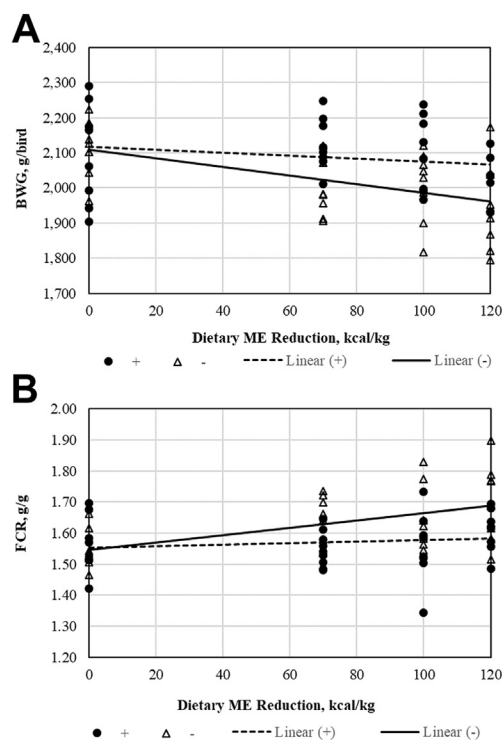 A
2,400
2,300
2,200
2,100
2,000
1,900
1,800
1,700
BWG, g/bird
0 20 40 60 80 100 120
Dietary ME Reduction, kcal/kg
+ - Linear (+) Linear (-)
B
2.00
1.90
1.80
1.70
1.60
1.50
1.40
1.30
1.20
FCR, g/g
0 20 40 60 80 100 120
Dietary ME Reduction, kcal/kg
+ - Linear (+) Linear (-)